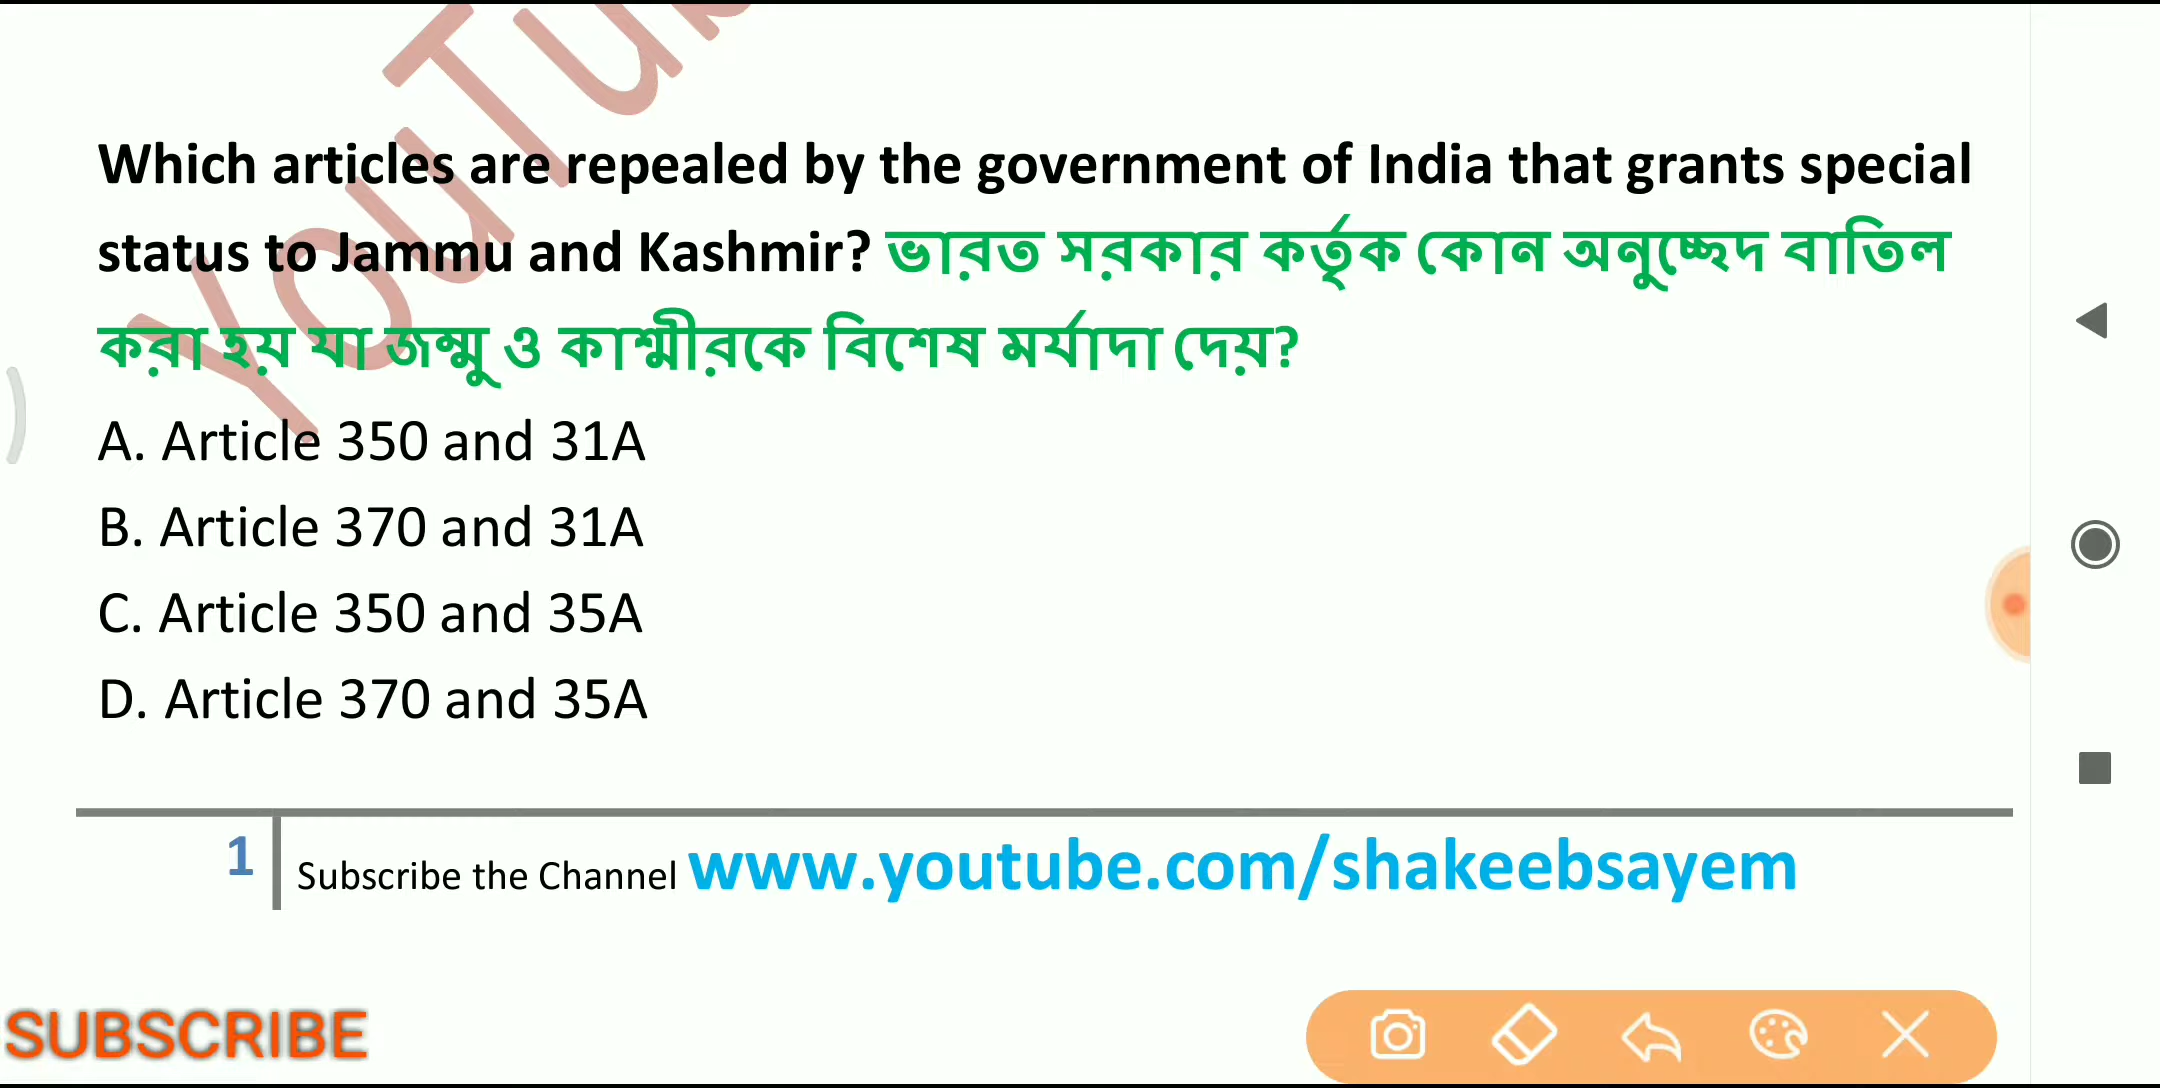 YouTub
Which articles are repealed by the government of India that grants special
status to Jammu and Kashmir? ভারত সরকার কর্তৃক কোন অনুচ্ছেদ বাতিল
করা হয় যা জম্মু ও কাশ্মীরকে বিশেষ মর্যাদা দেয়?
A. Article 350 and 31A
B. Article 370 and 31A
C. Article 350 and 35A
D. Article 370 and 35A
1 Subscribe the Channel www.youtube.com/shakeebsayem
SUBSCRIBE